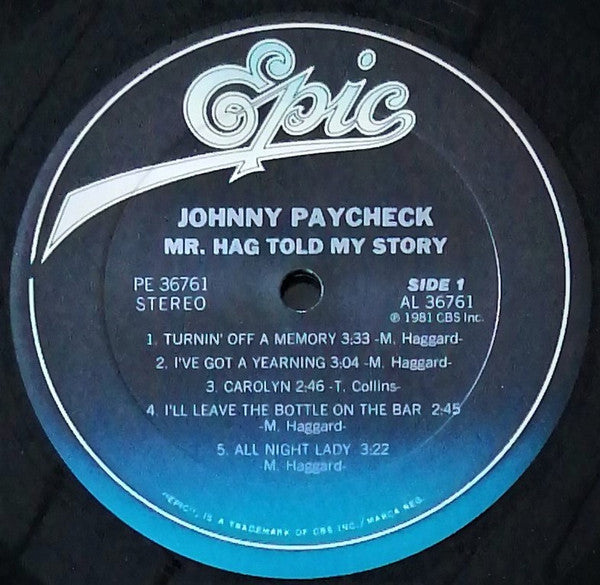 Epic
JOHNNY PAYCHECK
MR. HAG TOLD MY STORY
PE 36761
STEREO
SIDE 1
AL 36761
℗ 1981 CBS Inc.
1. TURNIN' OFF A MEMORY 3:33 -M. Haggard-
2. I'VE GOT A YEARNING 3:04 -M. Haggard-
3. CAROLYN 2:46 -T. Collins-
4. I'LL LEAVE THE BOTTLE ON THE BAR 2:45
-M. Haggard-
5. ALL NIGHT LADY 3:22
-M. Haggard-
"EPIC", IS A TRADEMARK OF CBS INC./MARCA REG.